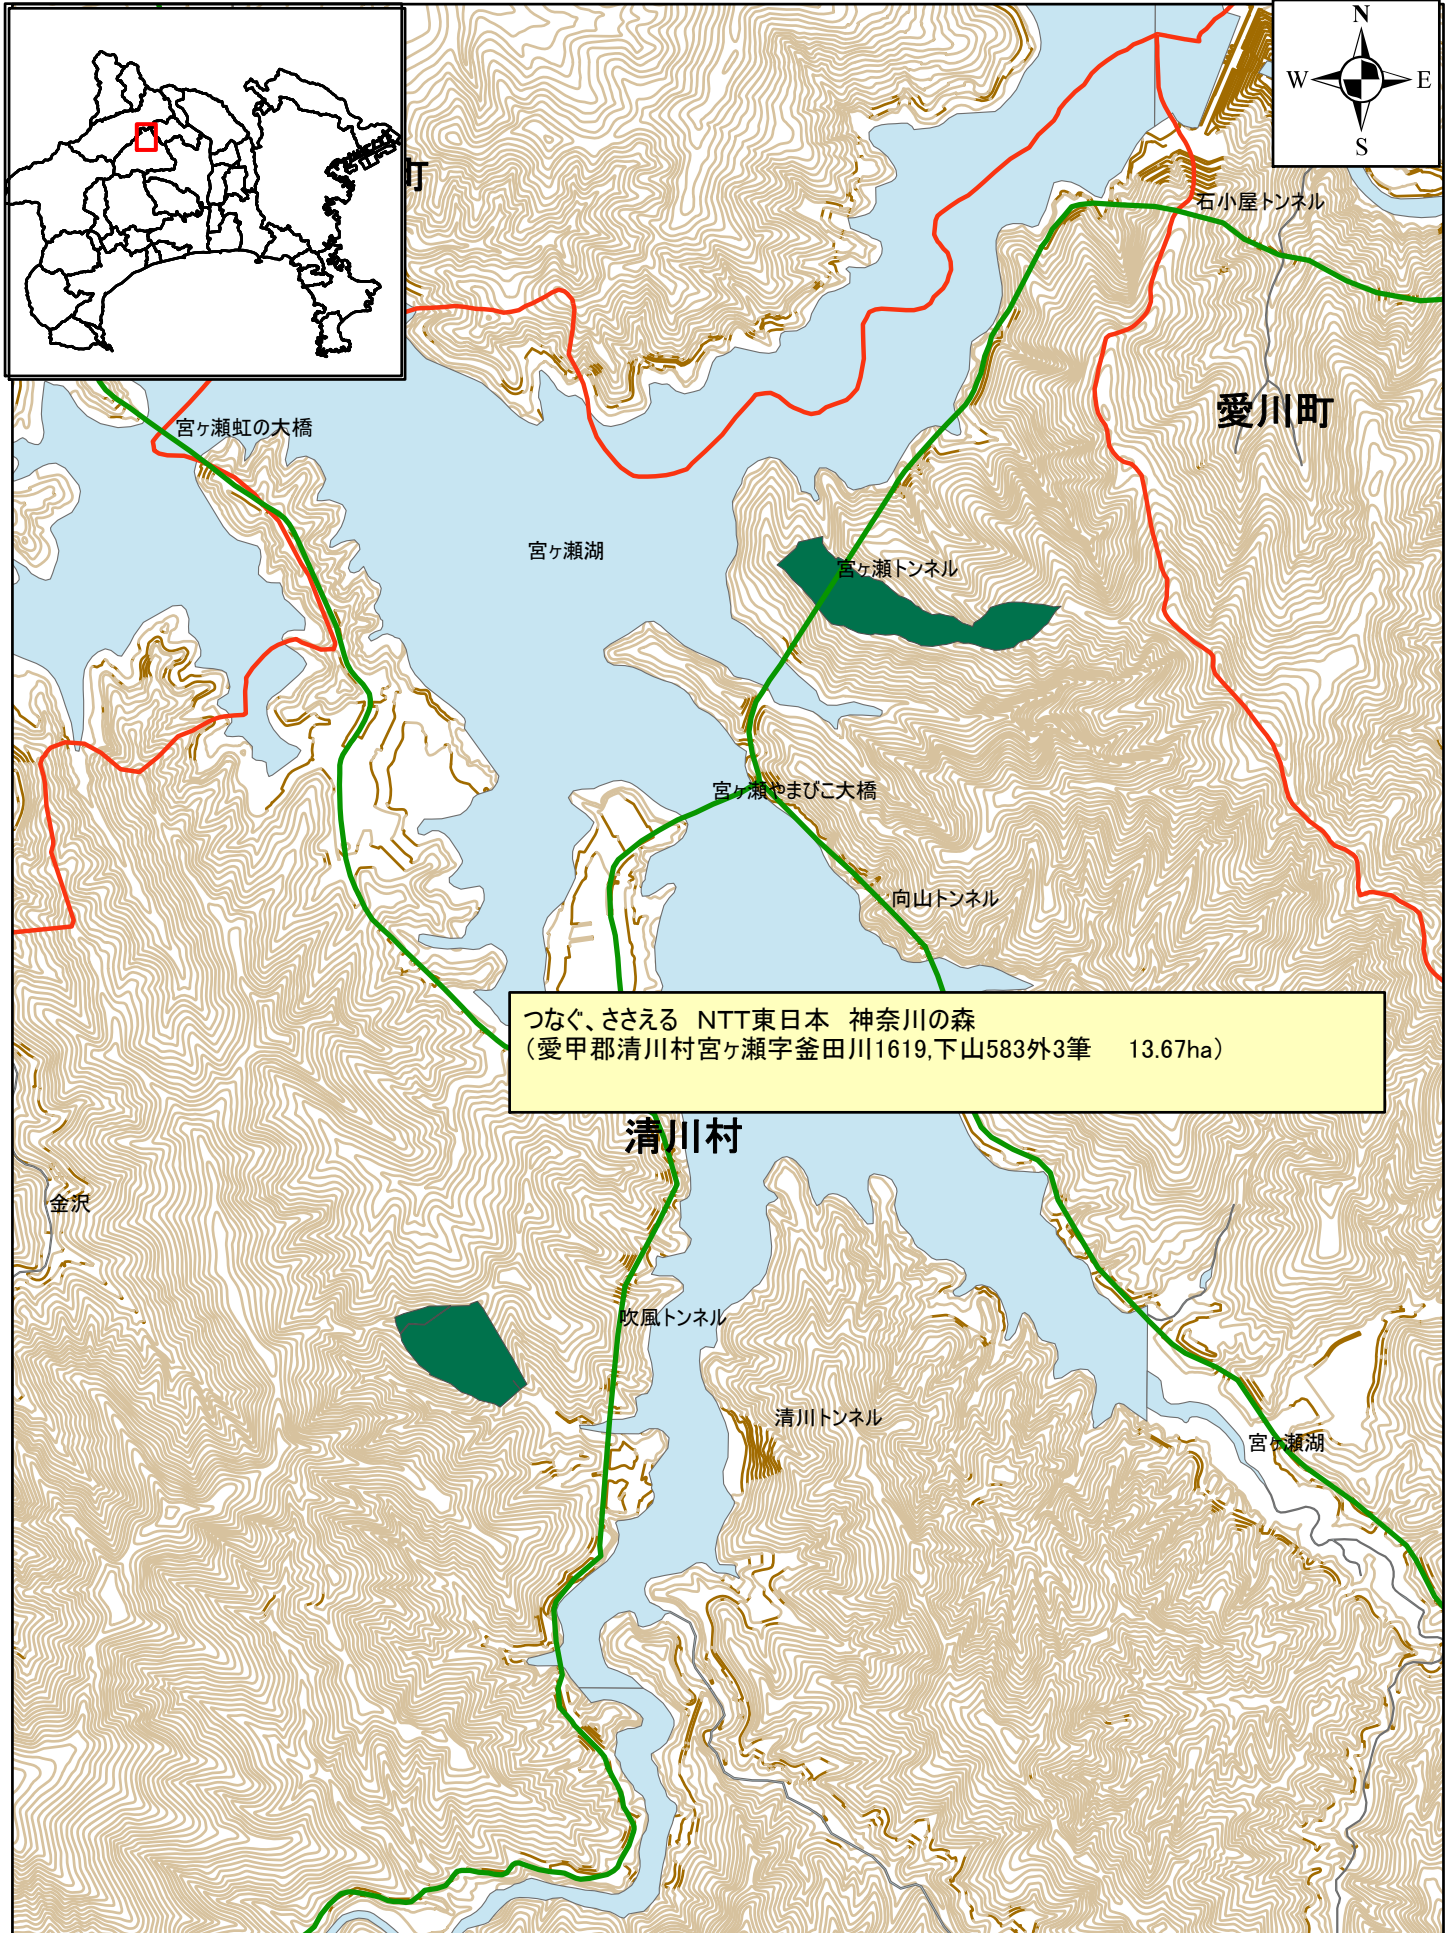 N
W E
S
町
石小屋トンネル
愛川町
宮ヶ瀬虹の大橋
宮ヶ瀬湖
宮ヶ瀬トンネル
宮ヶ瀬やまびこ大橋
向山トンネル
つなぐ、ささえる　NTT東日本　神奈川の森
（愛甲郡清川村宮ヶ瀬字釜田川1619,下山583外3筆　　13.67ha）
清川村
金沢
吹風トンネル
清川トンネル
宮ヶ瀬湖